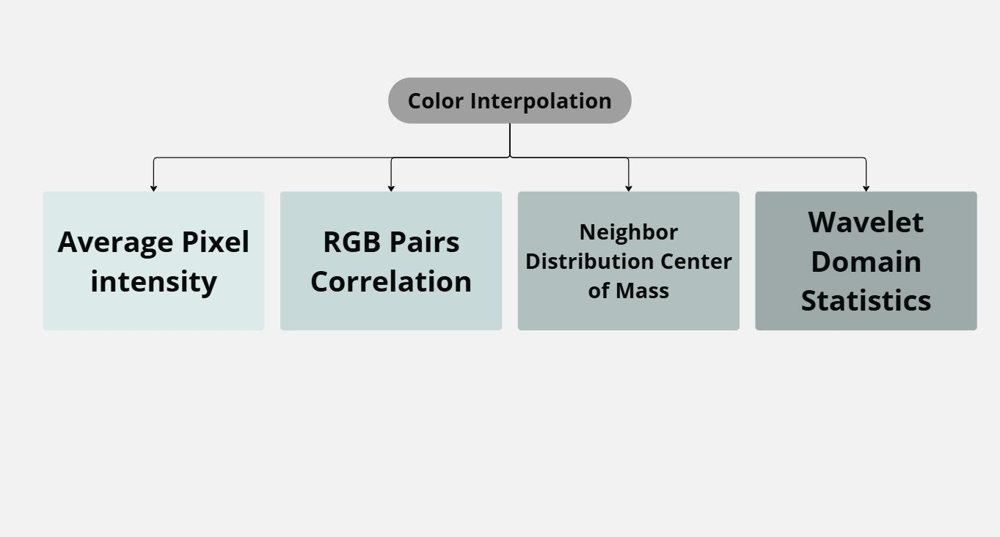 Color Interpolation
Average Pixel
intensity
RGB Pairs
Correlation
Neighbor
Distribution Center
of Mass
Wavelet
Domain
Statistics